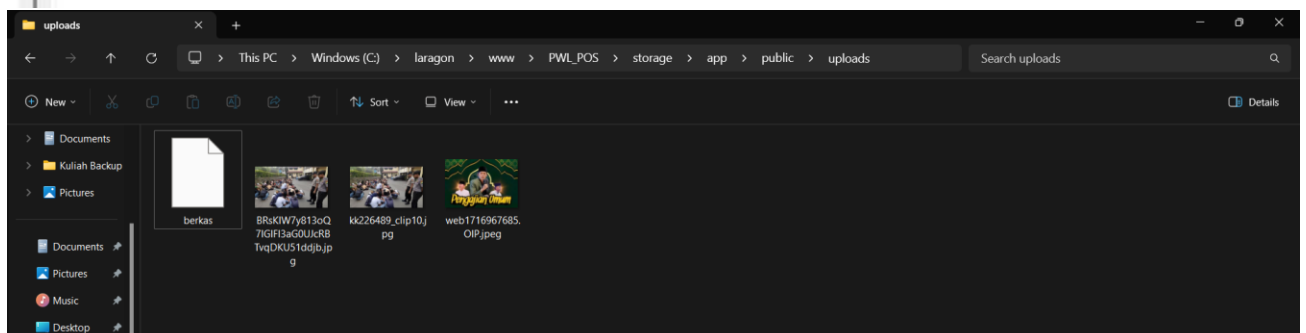 uploads
This PC > Windows (C:) > laragon > www > PWL_POS > storage > app > public > uploads
Search uploads
New
Sort
View
Details
Documents
Kuliah Backup
Pictures
Documents
Pictures
Music
Desktop
berkas
BRsKIW7y813oQ
7IGIFI3aG0UJcRB
TvqDKU51ddjb.jp
g
kk226489_clip10.j
pg
Pengajian Umum
web1716967685.
OIP.jpeg